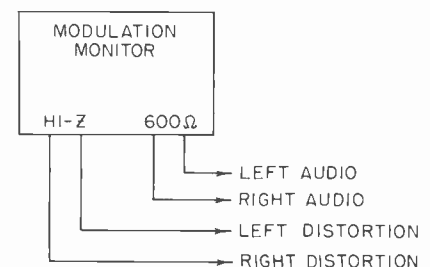 MODULATION
MONITOR
HI-Z 600Ω
LEFT AUDIO
RIGHT AUDIO
LEFT DISTORTION
RIGHT DISTORTION